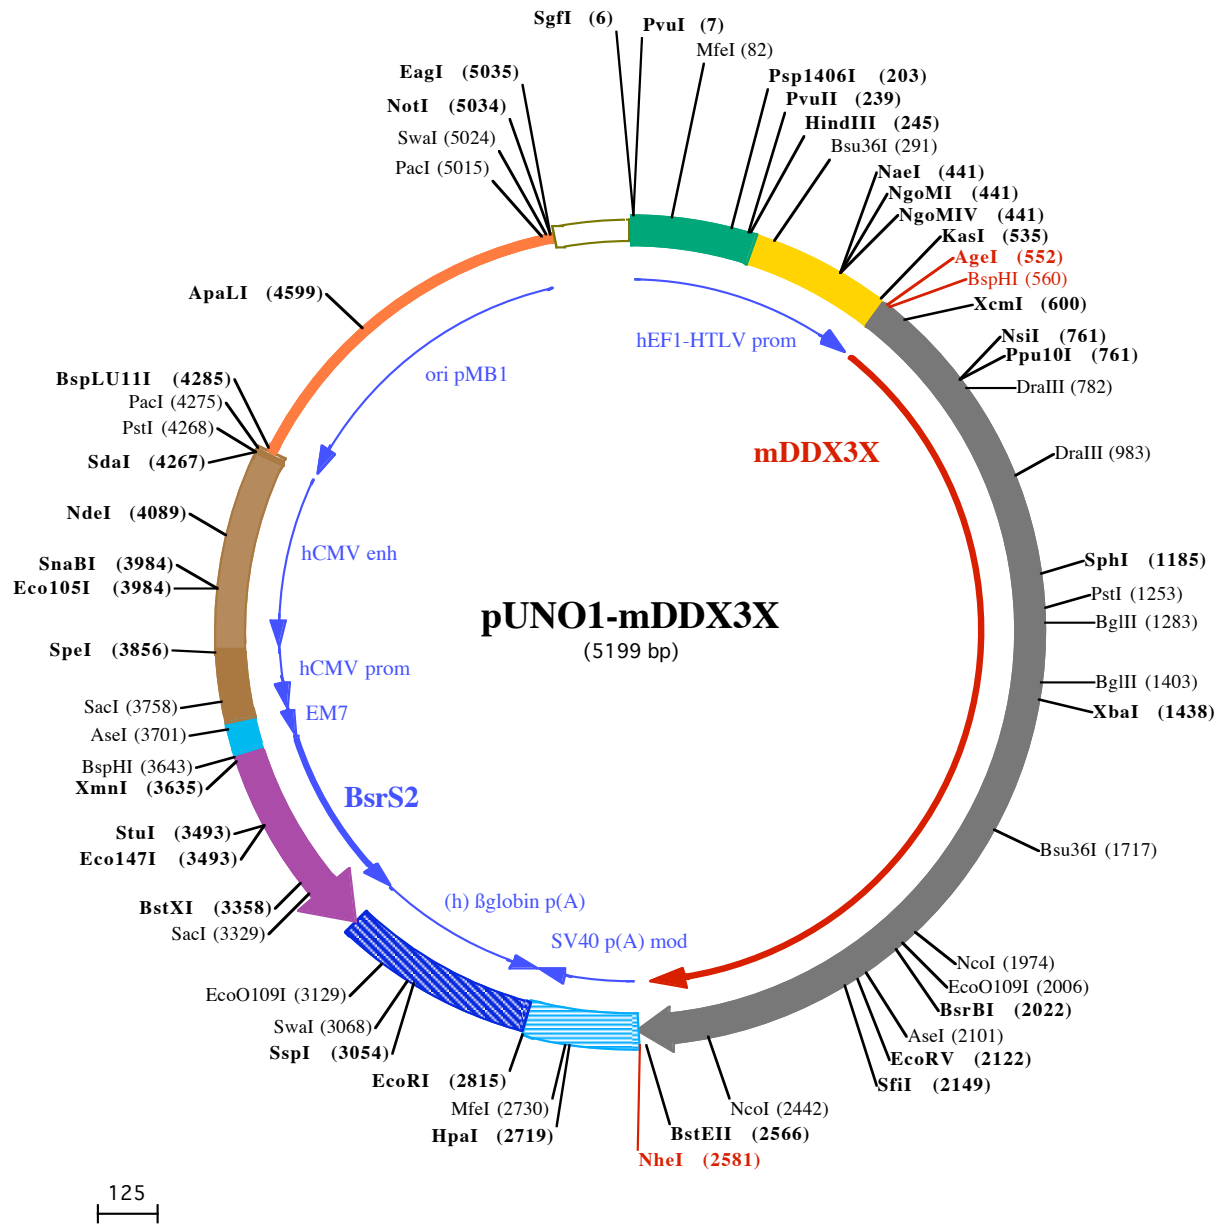 SgfI (6)
PvuI (7)
MfeI (82)
Psp1406I (203)
PvuII (239)
HindIII (245)
Bsu36I (291)
NaeI (441)
NgoMI (441)
NgoMIV (441)
KasI (535)
AgeI (552)
BspHI (560)
XcmI (600)
NsiI (761)
Ppu10I (761)
DraIII (782)
DraIII (983)
SphI (1185)
PstI (1253)
BglII (1283)
BglII (1403)
XbaI (1438)
Bsu36I (1717)
NcoI (1974)
EcoO109I (2006)
BsrBI (2022)
AseI (2101)
EcoRV (2122)
SfiI (2149)
NcoI (2442)
BstEII (2566)
NheI (2581)
HpaI (2719)
MfeI (2730)
EcoRI (2815)
SspI (3054)
SwaI (3068)
EcoO109I (3129)
SacI (3329)
BstXI (3358)
Eco147I (3493)
StuI (3493)
XmnI (3635)
BspHI (3643)
AseI (3701)
SacI (3758)
SpeI (3856)
Eco105I (3984)
SnaBI (3984)
NdeI (4089)
SdaI (4267)
PstI (4268)
PacI (4275)
BspLU11I (4285)
ApaLI (4599)
PacI (5015)
SwaI (5024)
NotI (5034)
EagI (5035)
hEF1-HTLV prom
mDDX3X
ori pMB1
hCMV enh
hCMV prom
EM7
BsrS2
(h) ßglobin p(A)
SV40 p(A) mod
pUNO1-mDDX3X
(5199 bp)
125